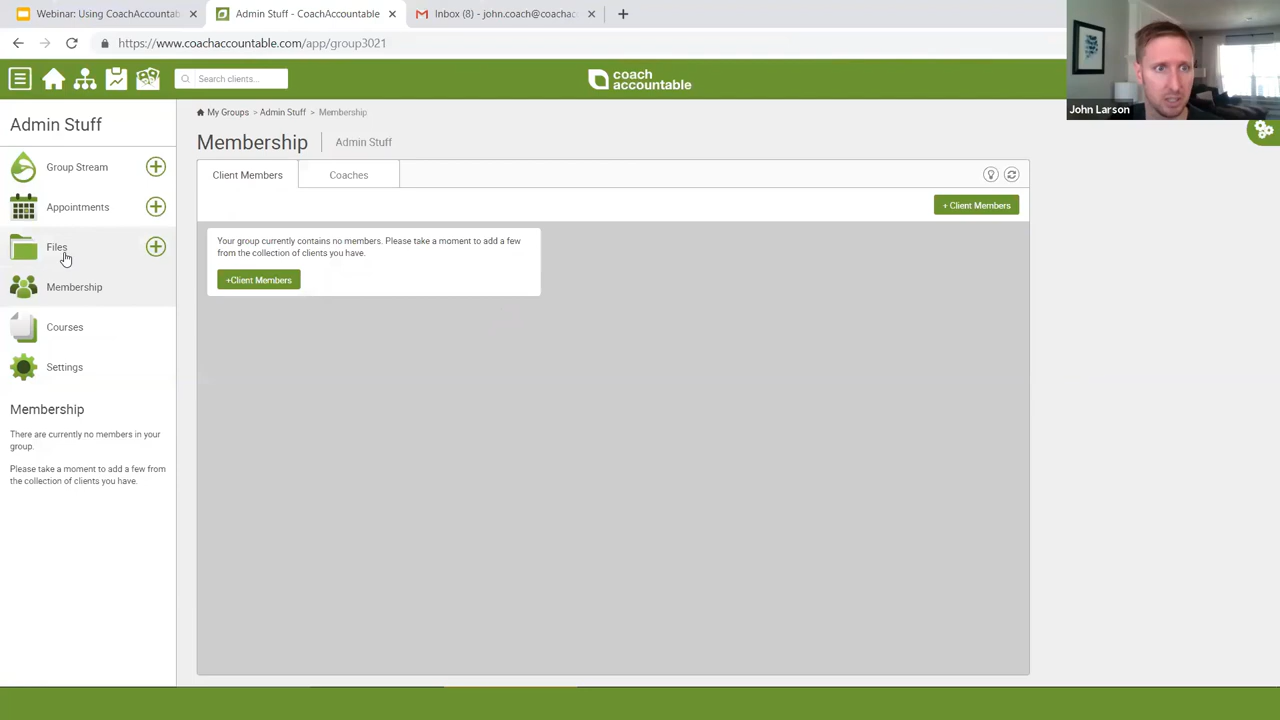 Webinar: Using CoachAccountab
Admin Stuff - CoachAccountable
Inbox (8) - john.coach@coachac
https://www.coachaccountable.com/app/group3021
Search clients...
coach
accountable
John Larson
Admin Stuff
Group Stream
Appointments
Files
Membership
Courses
Settings
Membership
There are currently no members in your
group.
Please take a moment to add a few from
the collection of clients you have.
My Groups > Admin Stuff > Membership
Membership
Admin Stuff
Client Members
Coaches
+ Client Members
Your group currently contains no members. Please take a moment to add a few
from the collection of clients you have.
+Client Members